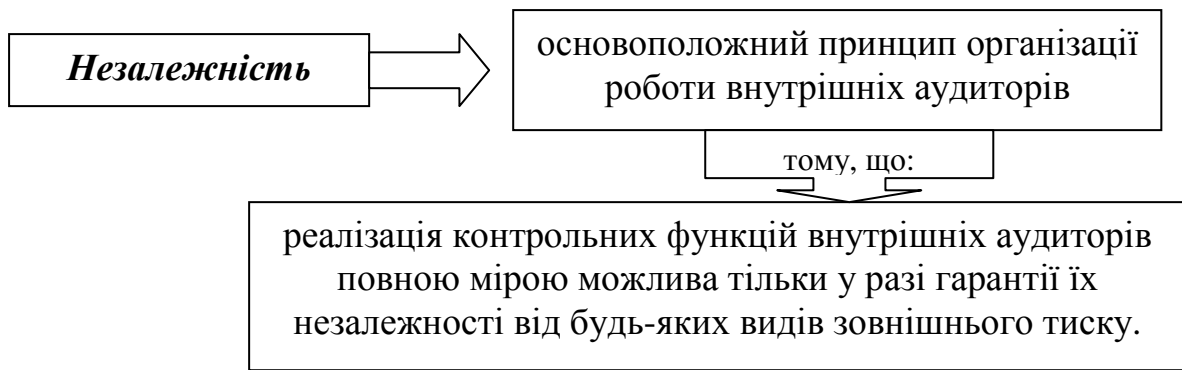 Незалежність
основоположний принцип організації
роботи внутрішніх аудиторів
тому, що:
реалізація контрольних функцій внутрішніх аудиторів
повною мірою можлива тільки у разі гарантії їх
незалежності від будь-яких видів зовнішнього тиску.